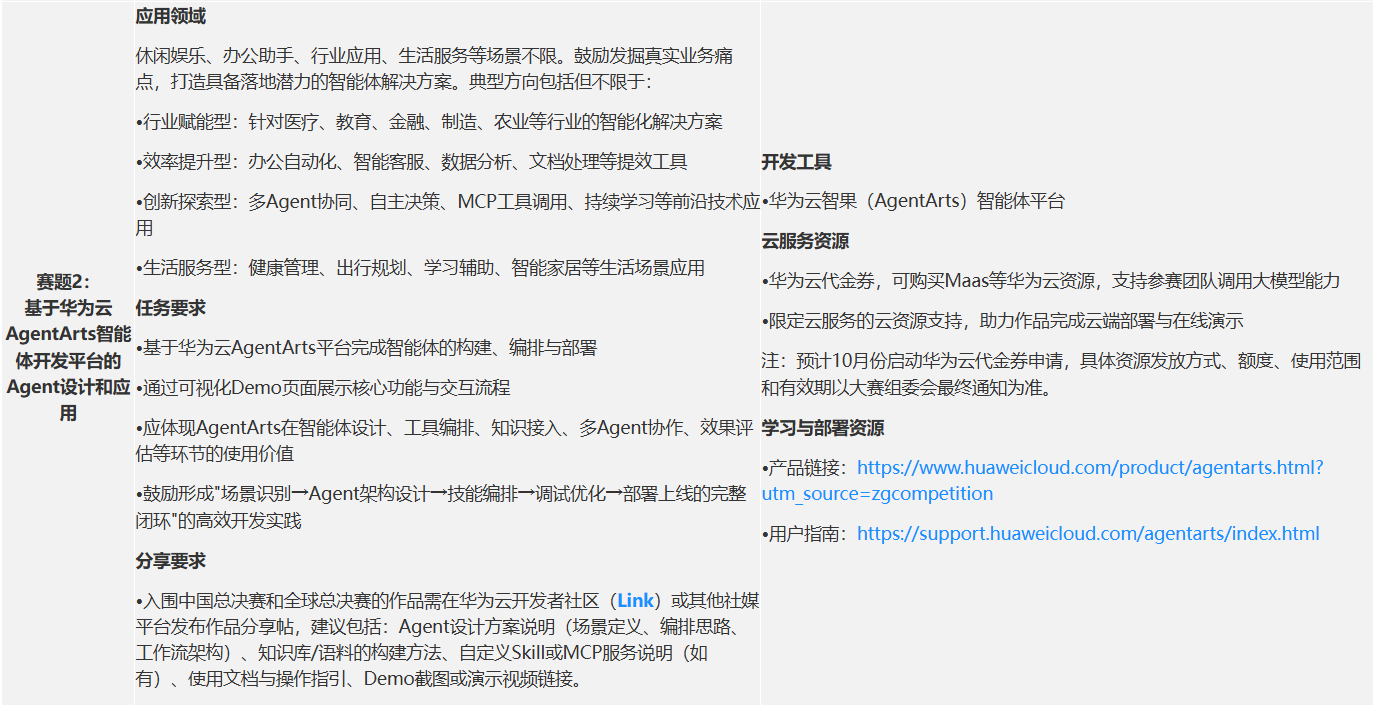 赛题2：
基于华为云
AgentArts智能
体开发平台的
Agent设计和应
用
应用领域
休闲娱乐、办公助手、行业应用、生活服务等场景不限。鼓励发掘真实业务痛
点，打造具备落地潜力的智能体解决方案。典型方向包括但不限于：
•行业赋能型：针对医疗、教育、金融、制造、农业等行业的智能化解决方案
•效率提升型：办公自动化、智能客服、数据分析、文档处理等提效工具
•创新探索型：多Agent协同、自主决策、MCP工具调用、持续学习等前沿技术应
用
•生活服务型：健康管理、出行规划、学习辅助、智能家居等生活场景应用
任务要求
•基于华为云AgentArts平台完成智能体的构建、编排与部署
•通过可视化Demo页面展示核心功能与交互流程
•应体现AgentArts在智能体设计、工具编排、知识接入、多Agent协作、效果评
估等环节的使用价值
•鼓励形成"场景识别→Agent架构设计→技能编排→调试优化→部署上线的完整
闭环"的高效开发实践
分享要求
•入围中国总决赛和全球总决赛的作品需在华为云开发者社区（Link）或其他社媒
平台发布作品分享帖，建议包括：Agent设计方案说明（场景定义、编排思路、
工作流架构）、知识库/语料的构建方法、自定义Skill或MCP服务说明（如
有）、使用文档与操作指引、Demo截图或演示视频链接。
开发工具
•华为云智果（AgentArts）智能体平台
云服务资源
•华为云代金券，可购买Maas等华为云资源，支持参赛团队调用大模型能力
•限定云服务的云资源支持，助力作品完成云端部署与在线演示
注：预计10月份启动华为云代金券申请，具体资源发放方式、额度、使用范围
和有效期以大赛组委会最终通知为准。
学习与部署资源
•产品链接：https://www.huaweicloud.com/product/agentarts.html?
utm_source=zgcompetition
•用户指南：https://support.huaweicloud.com/agentarts/index.html